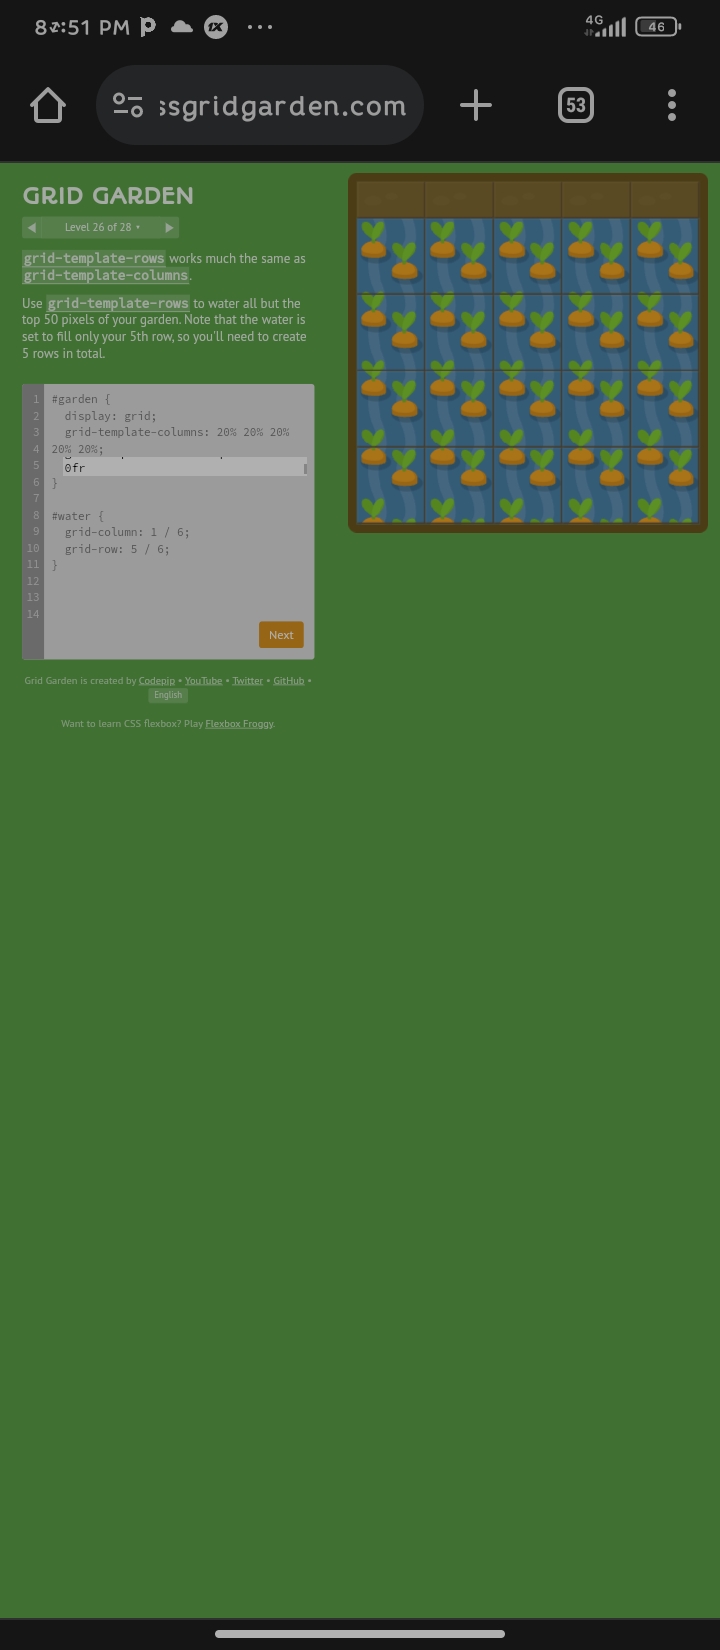 PM
4G
46
ssgridgarden.com
53
GRID GARDEN
Level 26 of 28
grid-template-rows works much the same as
grid-template-columns.
Use grid-template-rows to water all but the
top 50 pixels of your garden. Note that the water is
set to fill only your 5th row, so you'll need to create
5 rows in total.
1 #garden {
2 display: grid;
3 grid-template-columns: 20% 20% 20%
4 20% 20%;
5 0fr
6 }
7
8 #water {
9 grid-column: 1 / 6;
10 grid-row: 5 / 6;
11 }
12
13
14
Next
Grid Garden is created by Codepip • YouTube • Twitter • GitHub •
English
Want to learn CSS flexbox? Play Flexbox Froggy.